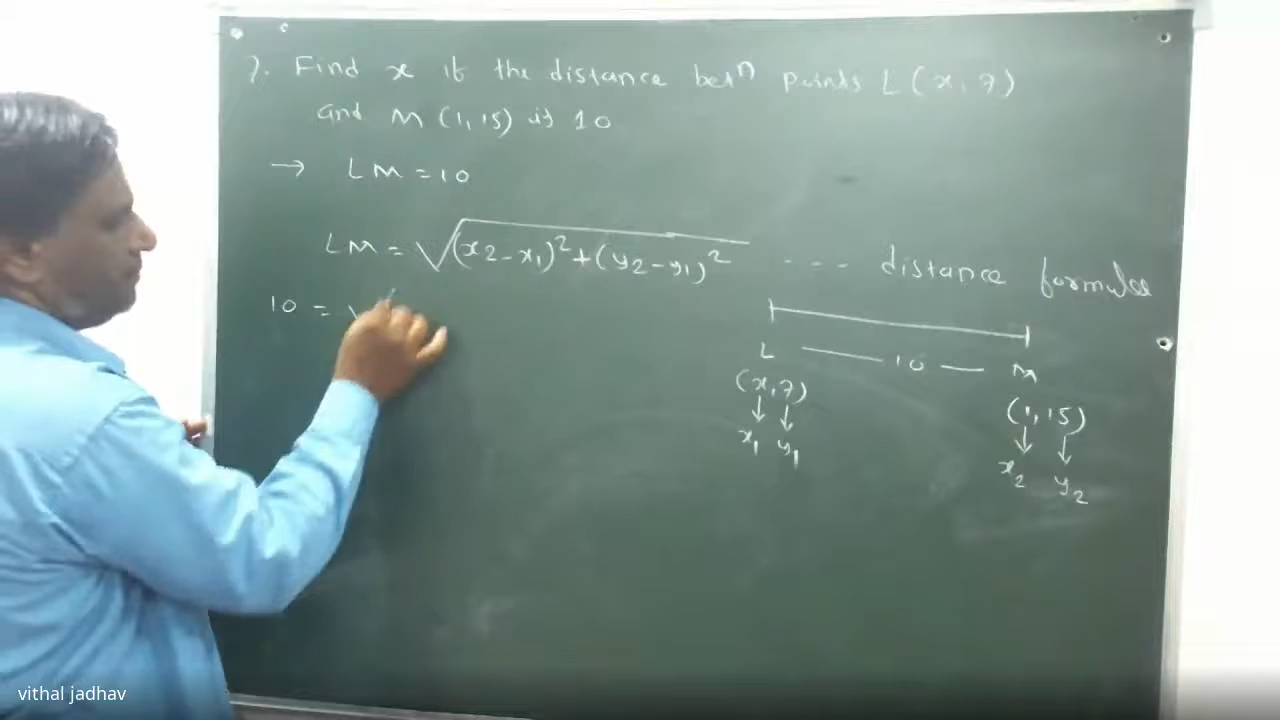 7. Find x if the distance betⁿ points L(x, 7)
and M (1, 15) is 10
→ LM = 10
LM = √(x₂-x₁)²+(y₂-y₁)² ---- distance formulae
10 = √
L —— 10 — M
(x, 7) (1, 15)
↓ ↓ ↓ ↓
x₁ y₁ x₂ y₂
vithal jadhav